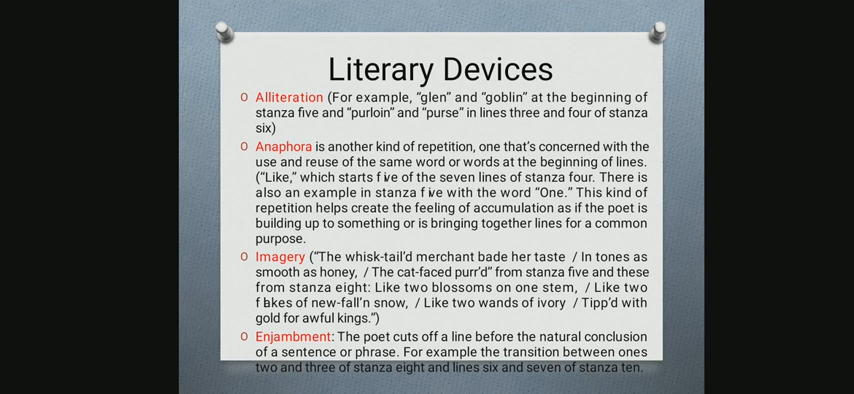 Literary Devices
o Alliteration (For example, “glen” and “goblin” at the beginning of
stanza five and “purloin” and “purse” in lines three and four of stanza
six)
o Anaphora is another kind of repetition, one that’s concerned with the
use and reuse of the same word or words at the beginning of lines.
(“Like,” which starts five of the seven lines of stanza four. There is
also an example in stanza five with the word “One.” This kind of
repetition helps create the feeling of accumulation as if the poet is
building up to something or is bringing together lines for a common
purpose.
o Imagery (“The whisk-tail’d merchant bade her taste / In tones as
smooth as honey, / The cat-faced purr’d” from stanza five and these
from stanza eight: Like two blossoms on one stem, / Like two
flakes of new-fall’n snow, / Like two wands of ivory / Tipp’d with
gold for awful kings.”)
o Enjambment: The poet cuts off a line before the natural conclusion
of a sentence or phrase. For example the transition between ones
two and three of stanza eight and lines six and seven of stanza ten.